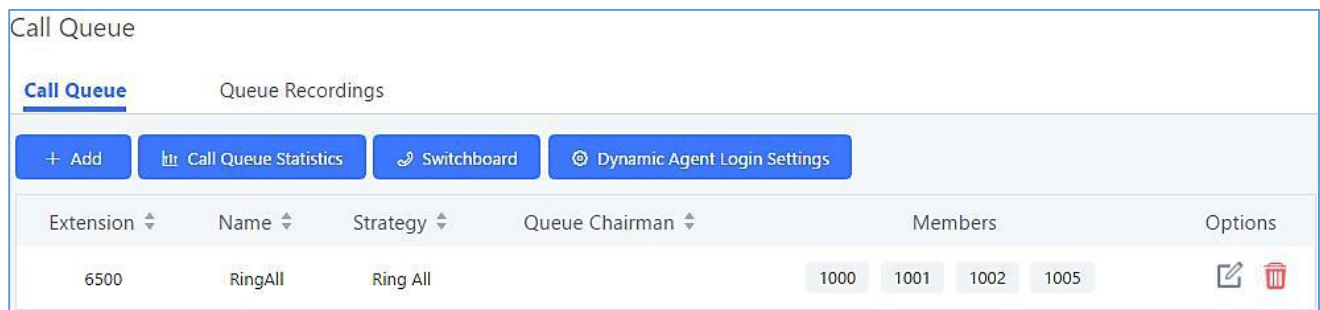 Call Queue
Call Queue Queue Recordings
+ Add Call Queue Statistics Switchboard Dynamic Agent Login Settings
Extension Name Strategy Queue Chairman Members Options
6500 RingAll Ring All 1000 1001 1002 1005